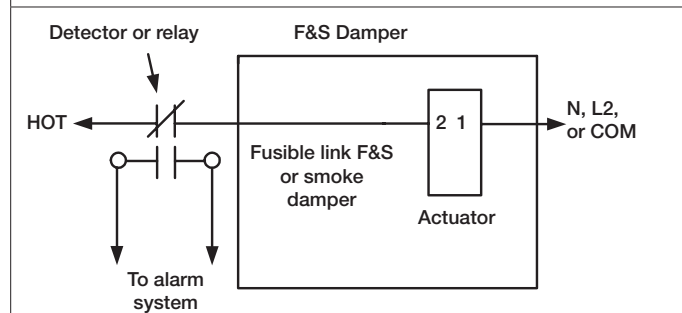 Detector or relay
F&S Damper
HOT
2 1
N, L2,
or COM
Fusible link F&S
or smoke
damper
Actuator
To alarm
system